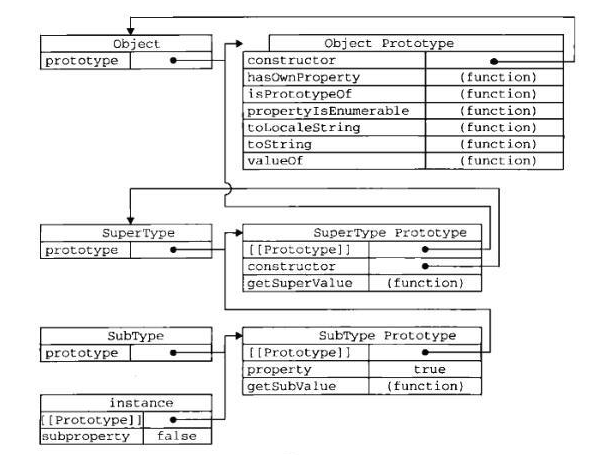 Object
prototype
Object Prototype
constructor
hasOwnProperty (function)
isPrototypeOf (function)
propertyIsEnumerable (function)
toLocaleString (function)
toString (function)
valueOf (function)
SuperType
prototype
SuperType Prototype
[[Prototype]]
constructor
getSuperValue (function)
SubType
prototype
SubType Prototype
[[Prototype]]
property true
getSubValue (function)
instance
[[Prototype]]
subproperty false